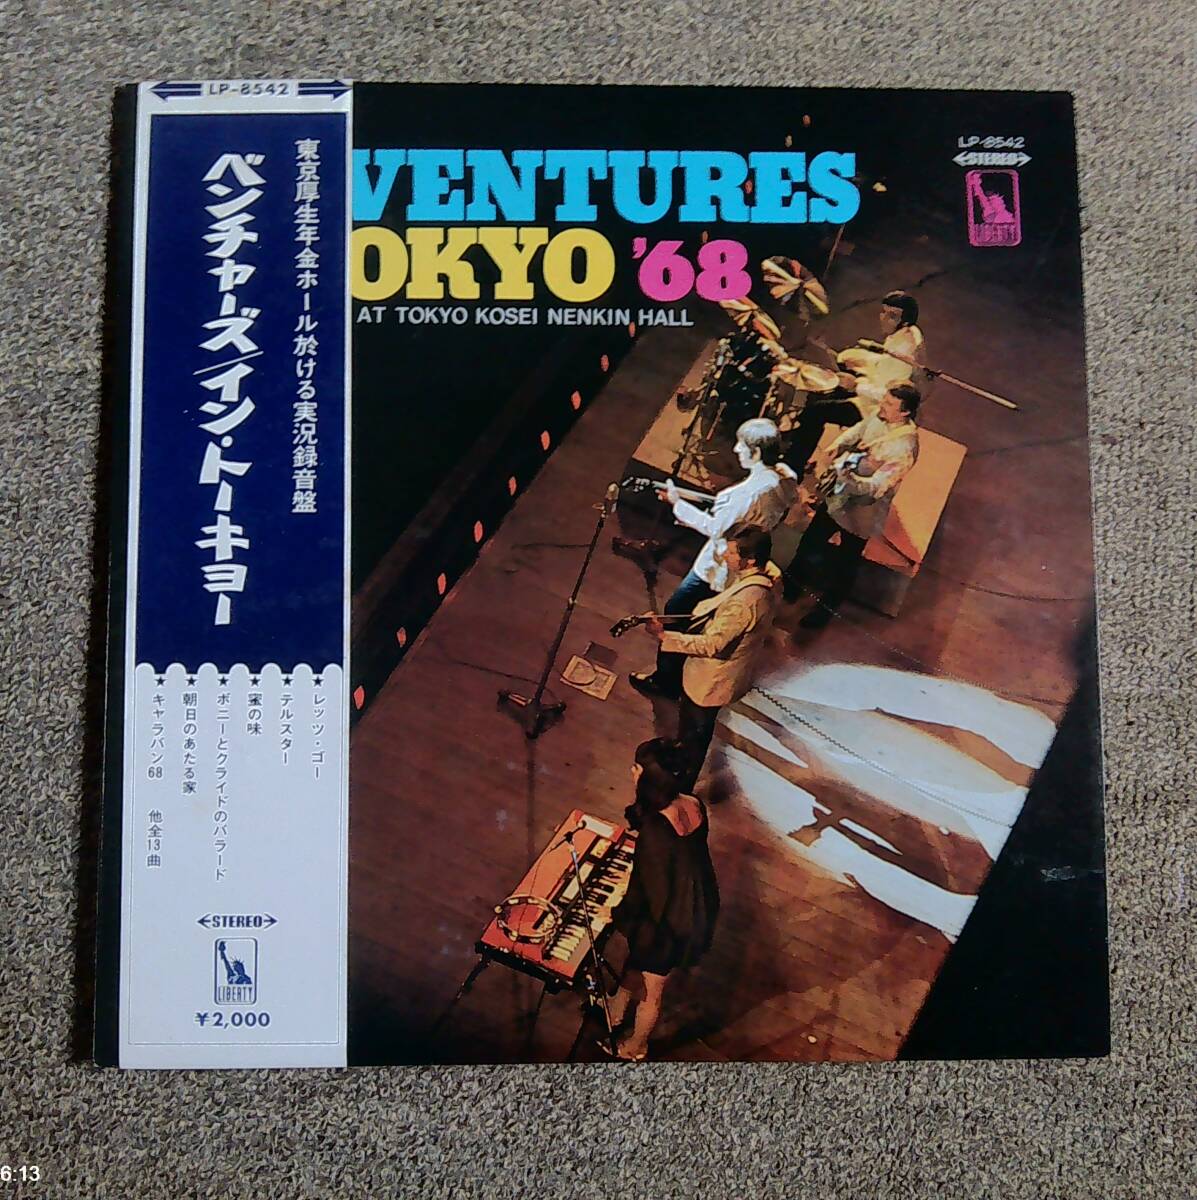 LP-8542
東京厚生年金ホール於ける実況録音盤
ベンチャーズ/イン・トーキョー
★レッツ・ゴー
★テルスター
★蜜の味
★ボニーとクライドのバラード
★朝日のあたる家
★キャラバン68 他全13曲
STEREO
LIBERTY
¥2,000
VENTURES
OKYO '68
AT TOKYO KOSEI NENKIN HALL
LP-8542
STEREO
LIBERTY
6:13